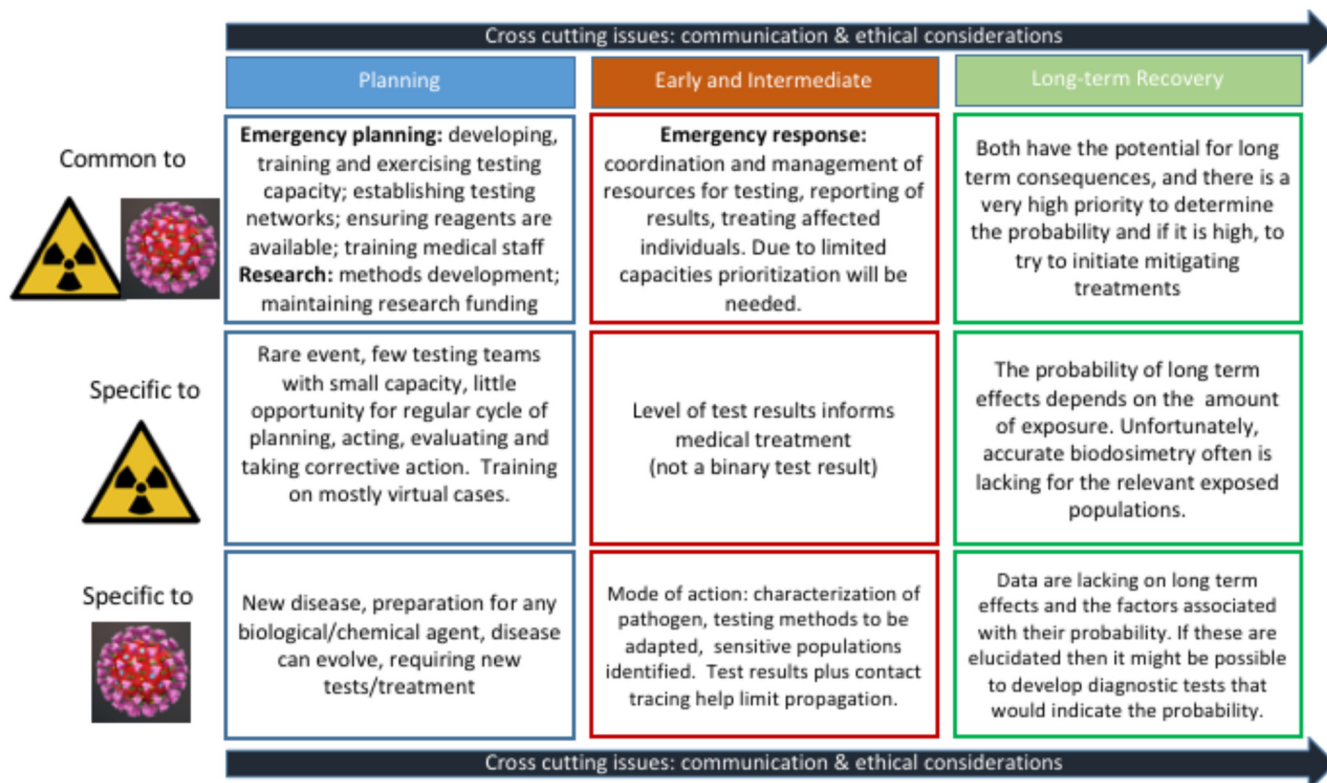 Cross cutting issues: communication & ethical considerations
Planning
Early and Intermediate
Long-term Recovery
Common to
Emergency planning: developing,
training and exercising testing
capacity; establishing testing
networks; ensuring reagents are
available; training medical staff
Research: methods development;
maintaining research funding
Emergency response:
coordination and management of
resources for testing, reporting of
results, treating affected
individuals. Due to limited
capacities prioritization will be
needed.
Both have the potential for long
term consequences, and there is a
very high priority to determine
the probability and if it is high, to
try to initiate mitigating
treatments
Specific to
Rare event, few testing teams
with small capacity, little
opportunity for regular cycle of
planning, acting, evaluating and
taking corrective action. Training
on mostly virtual cases.
Level of test results informs
medical treatment
(not a binary test result)
The probability of long term
effects depends on the amount
of exposure. Unfortunately,
accurate biodosimetry often is
lacking for the relevant exposed
populations.
Specific to
New disease, preparation for any
biological/chemical agent, disease
can evolve, requiring new
tests/treatment
Mode of action: characterization of
pathogen, testing methods to be
adapted, sensitive populations
identified. Test results plus contact
tracing help limit propagation.
Data are lacking on long term
effects and the factors associated
with their probability. If these are
elucidated then it might be possible
to develop diagnostic tests that
would indicate the probability.
Cross cutting issues: communication & ethical considerations